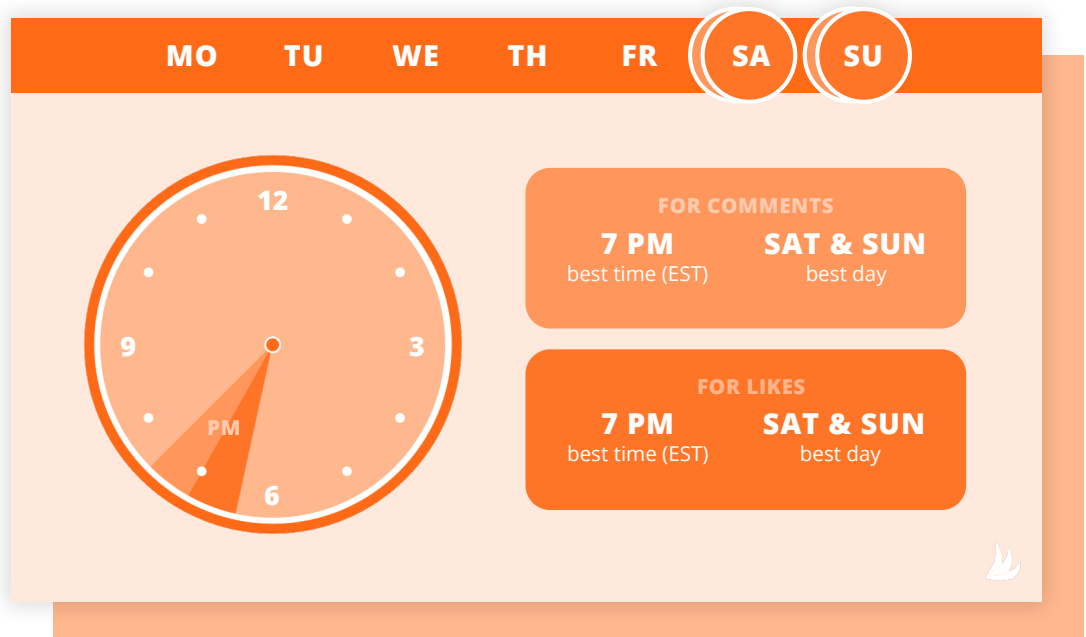 MO TU WE TH FR SA SU
12
9 3
PM
6
FOR COMMENTS
7 PM SAT & SUN
best time (EST) best day
FOR LIKES
7 PM SAT & SUN
best time (EST) best day